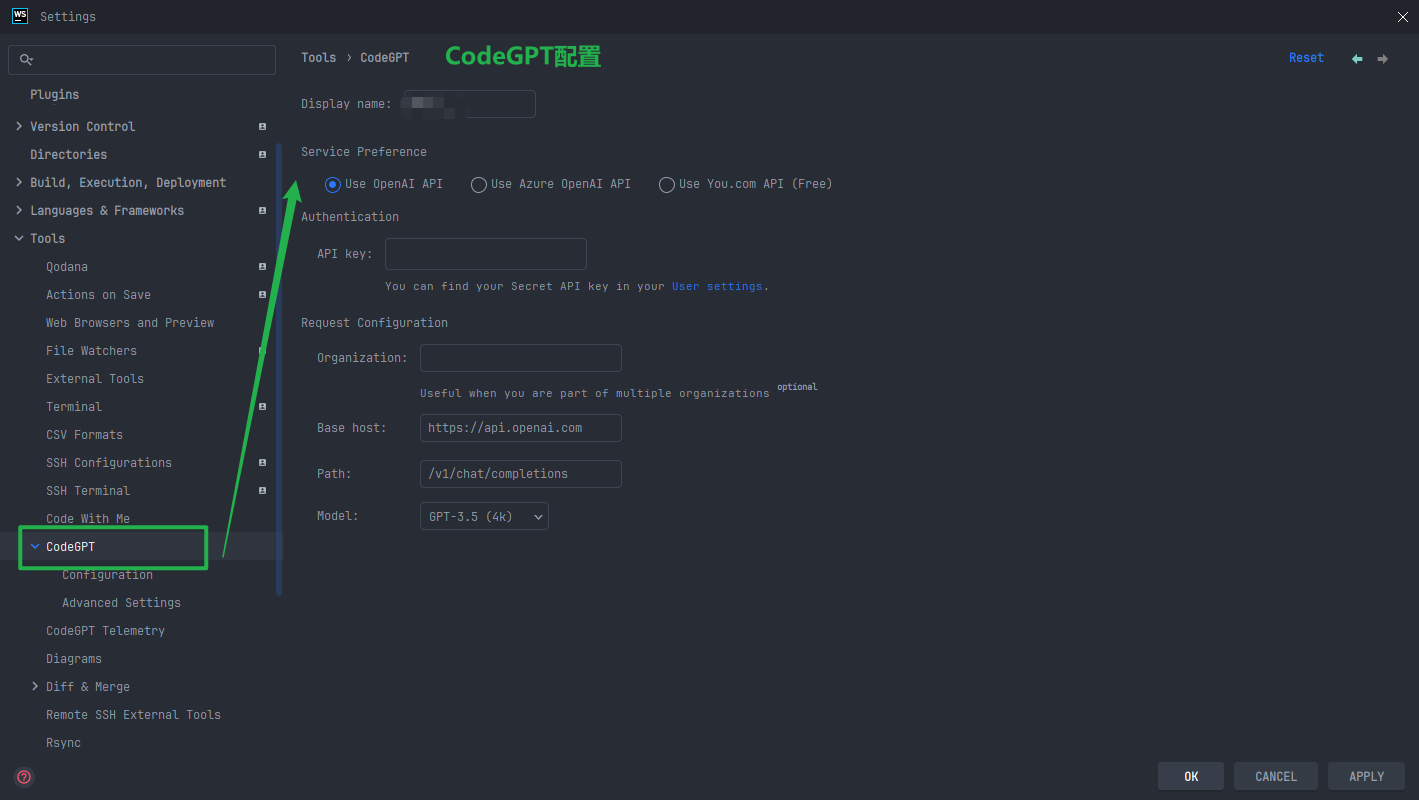 WS Settings
Tools › CodeGPT CodeGPT配置 Reset
Plugins
Version Control
Directories
Build, Execution, Deployment
Languages & Frameworks
Tools
Qodana
Actions on Save
Web Browsers and Preview
File Watchers
External Tools
Terminal
CSV Formats
SSH Configurations
SSH Terminal
Code With Me
CodeGPT
Configuration
Advanced Settings
CodeGPT Telemetry
Diagrams
Diff & Merge
Remote SSH External Tools
Rsync
Display name:
Service Preference
Use OpenAI API Use Azure OpenAI API Use You.com API (Free)
Authentication
API key:
You can find your Secret API key in your User settings.
Request Configuration
Organization:
Useful when you are part of multiple organizations optional
Base host: https://api.openai.com
Path: /v1/chat/completions
Model: GPT-3.5 (4k)
?
OK CANCEL APPLY